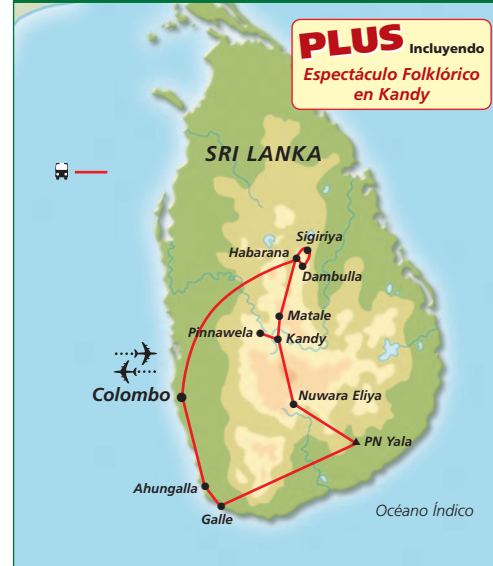 PLUS Incluyendo
Espectáculo Folklórico
en Kandy
SRI LANKA
Sigiriya
Habarana
Dambulla
Matale
Pinnawela
Kandy
Colombo
Nuwara Eliya
PN Yala
Ahungalla
Galle
Océano Índico